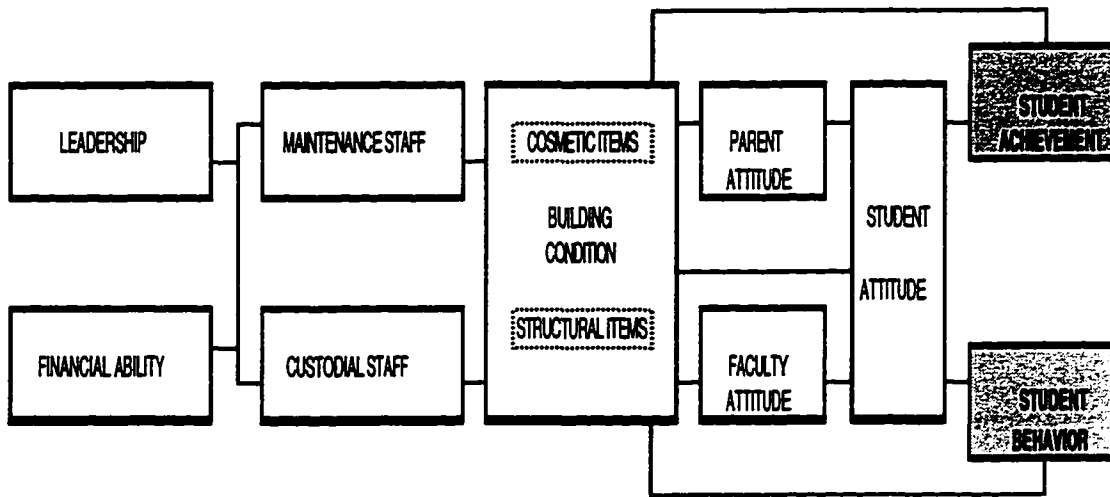 LEADERSHIP
MAINTENANCE STAFF
COSMETIC ITEMS
BUILDING
CONDITION
STRUCTURAL ITEMS
PARENT
ATTITUDE
STUDENT
ATTITUDE
STUDENT
ACHIEVEMENT
FINANCIAL ABILITY
CUSTODIAL STAFF
FACULTY
ATTITUDE
STUDENT
BEHAVIOR